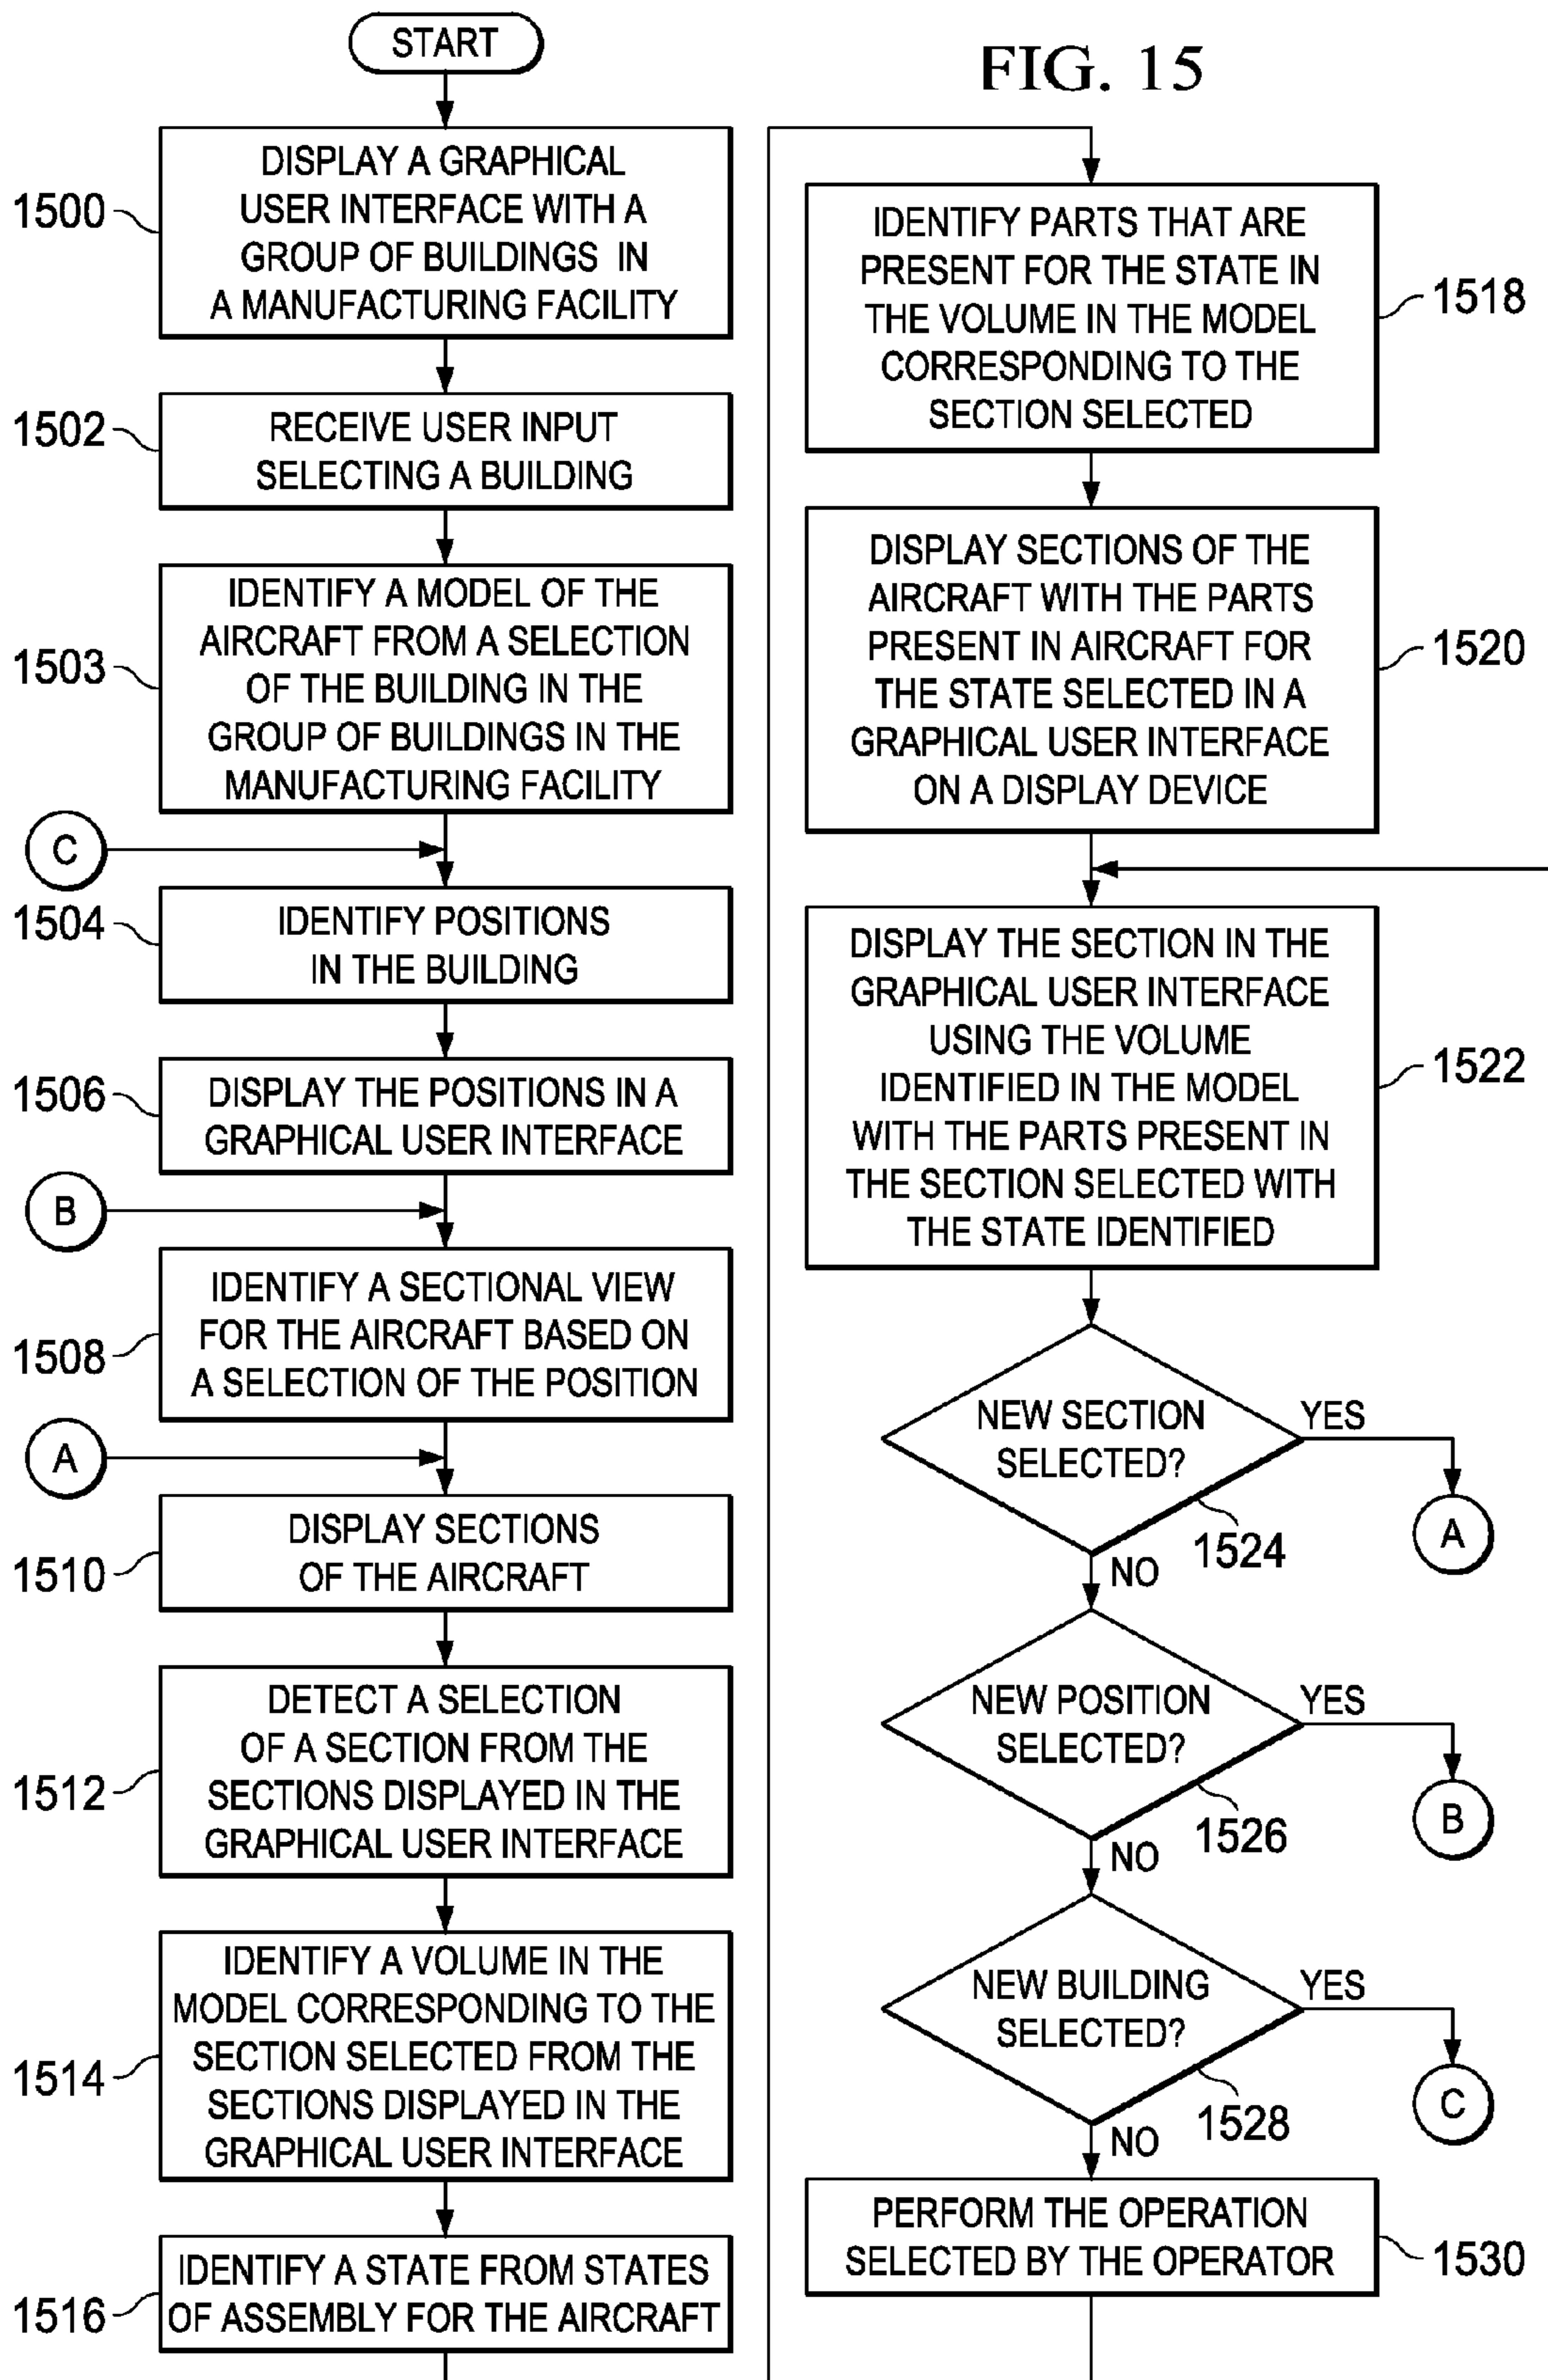 START
FIG. 15
1500
DISPLAY A GRAPHICAL
USER INTERFACE WITH A
GROUP OF BUILDINGS IN
A MANUFACTURING FACILITY
1502
RECEIVE USER INPUT
SELECTING A BUILDING
1503
IDENTIFY A MODEL OF THE
AIRCRAFT FROM A SELECTION
OF THE BUILDING IN THE
GROUP OF BUILDINGS IN THE
MANUFACTURING FACILITY
C
1504
IDENTIFY POSITIONS
IN THE BUILDING
1506
DISPLAY THE POSITIONS IN A
GRAPHICAL USER INTERFACE
B
1508
IDENTIFY A SECTIONAL VIEW
FOR THE AIRCRAFT BASED ON
A SELECTION OF THE POSITION
A
1510
DISPLAY SECTIONS
OF THE AIRCRAFT
1512
DETECT A SELECTION
OF A SECTION FROM THE
SECTIONS DISPLAYED IN THE
GRAPHICAL USER INTERFACE
1514
IDENTIFY A VOLUME IN THE
MODEL CORRESPONDING TO THE
SECTION SELECTED FROM THE
SECTIONS DISPLAYED IN THE
GRAPHICAL USER INTERFACE
1516
IDENTIFY A STATE FROM STATES
OF ASSEMBLY FOR THE AIRCRAFT
IDENTIFY PARTS THAT ARE
PRESENT FOR THE STATE IN
THE VOLUME IN THE MODEL
CORRESPONDING TO THE
SECTION SELECTED
1518
DISPLAY SECTIONS OF THE
AIRCRAFT WITH THE PARTS
PRESENT IN AIRCRAFT FOR
THE STATE SELECTED IN A
GRAPHICAL USER INTERFACE
ON A DISPLAY DEVICE
1520
DISPLAY THE SECTION IN THE
GRAPHICAL USER INTERFACE
USING THE VOLUME
IDENTIFIED IN THE MODEL
WITH THE PARTS PRESENT IN
THE SECTION SELECTED WITH
THE STATE IDENTIFIED
1522
NEW SECTION
SELECTED?
YES
1524
A
NO
NEW POSITION
SELECTED?
YES
1526
B
NO
NEW BUILDING
SELECTED?
YES
1528
C
NO
PERFORM THE OPERATION
SELECTED BY THE OPERATOR
1530